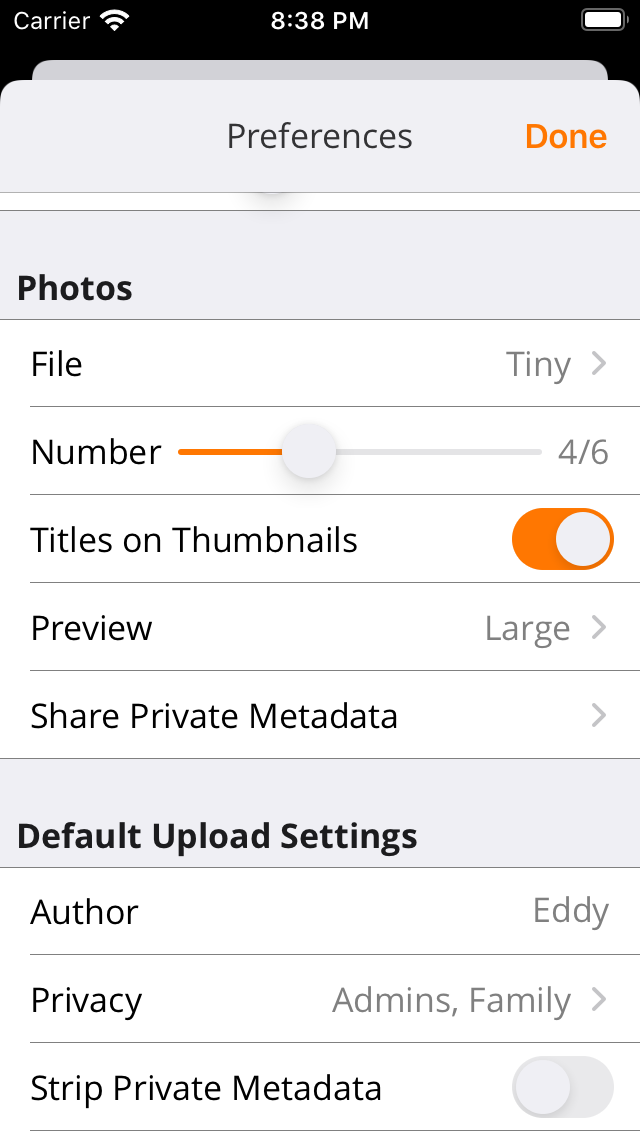 Carrier 8:38 PM
Preferences Done
Photos
File Tiny
Number 4/6
Titles on Thumbnails
Preview Large
Share Private Metadata
Default Upload Settings
Author Eddy
Privacy Admins, Family
Strip Private Metadata